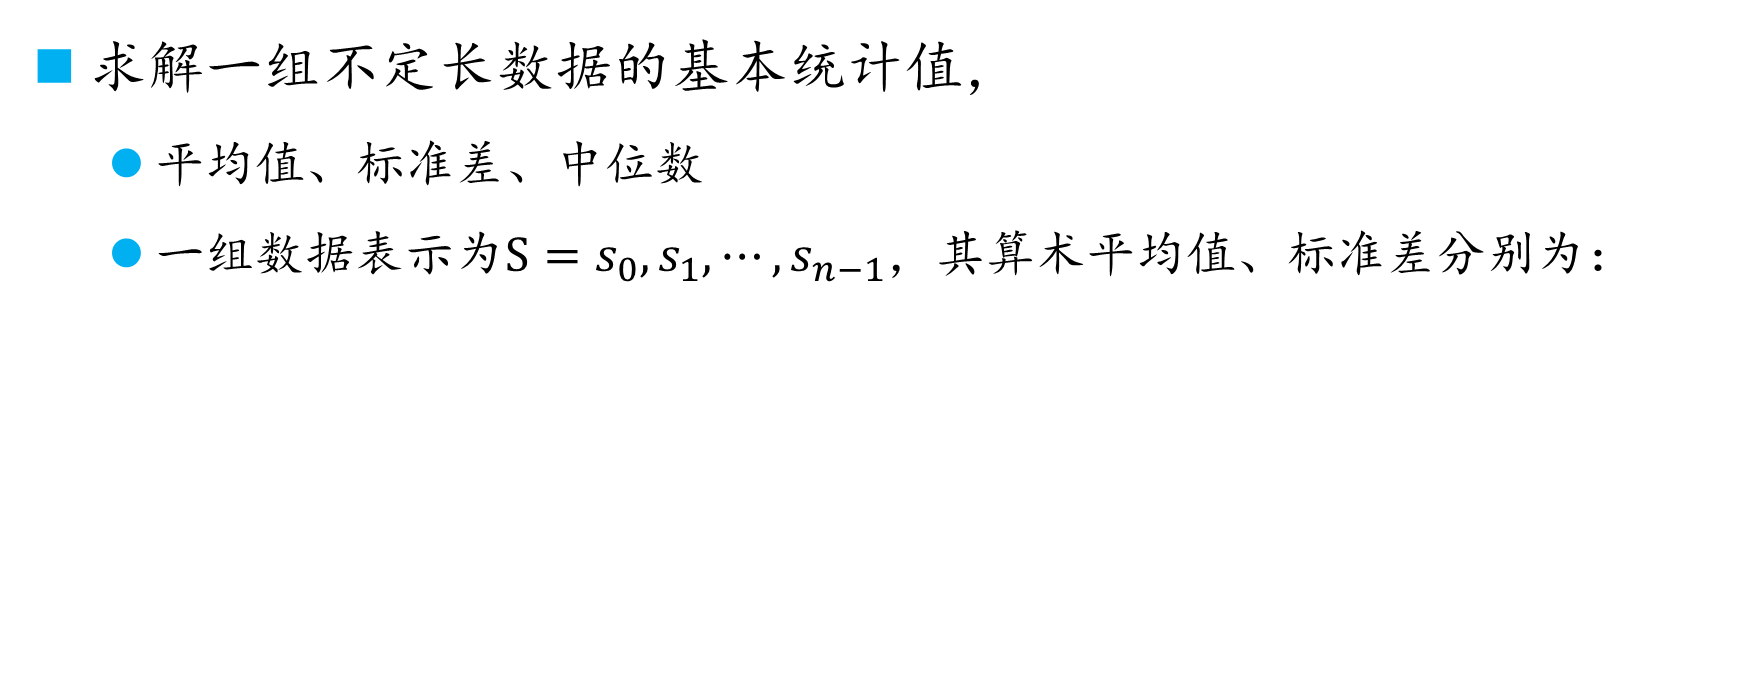 求解一组不定长数据的基本统计值，
平均值、标准差、中位数
一组数据表示为S = s₀, s₁, ⋯ , sₙ₋₁，其算术平均值、标准差分别为：